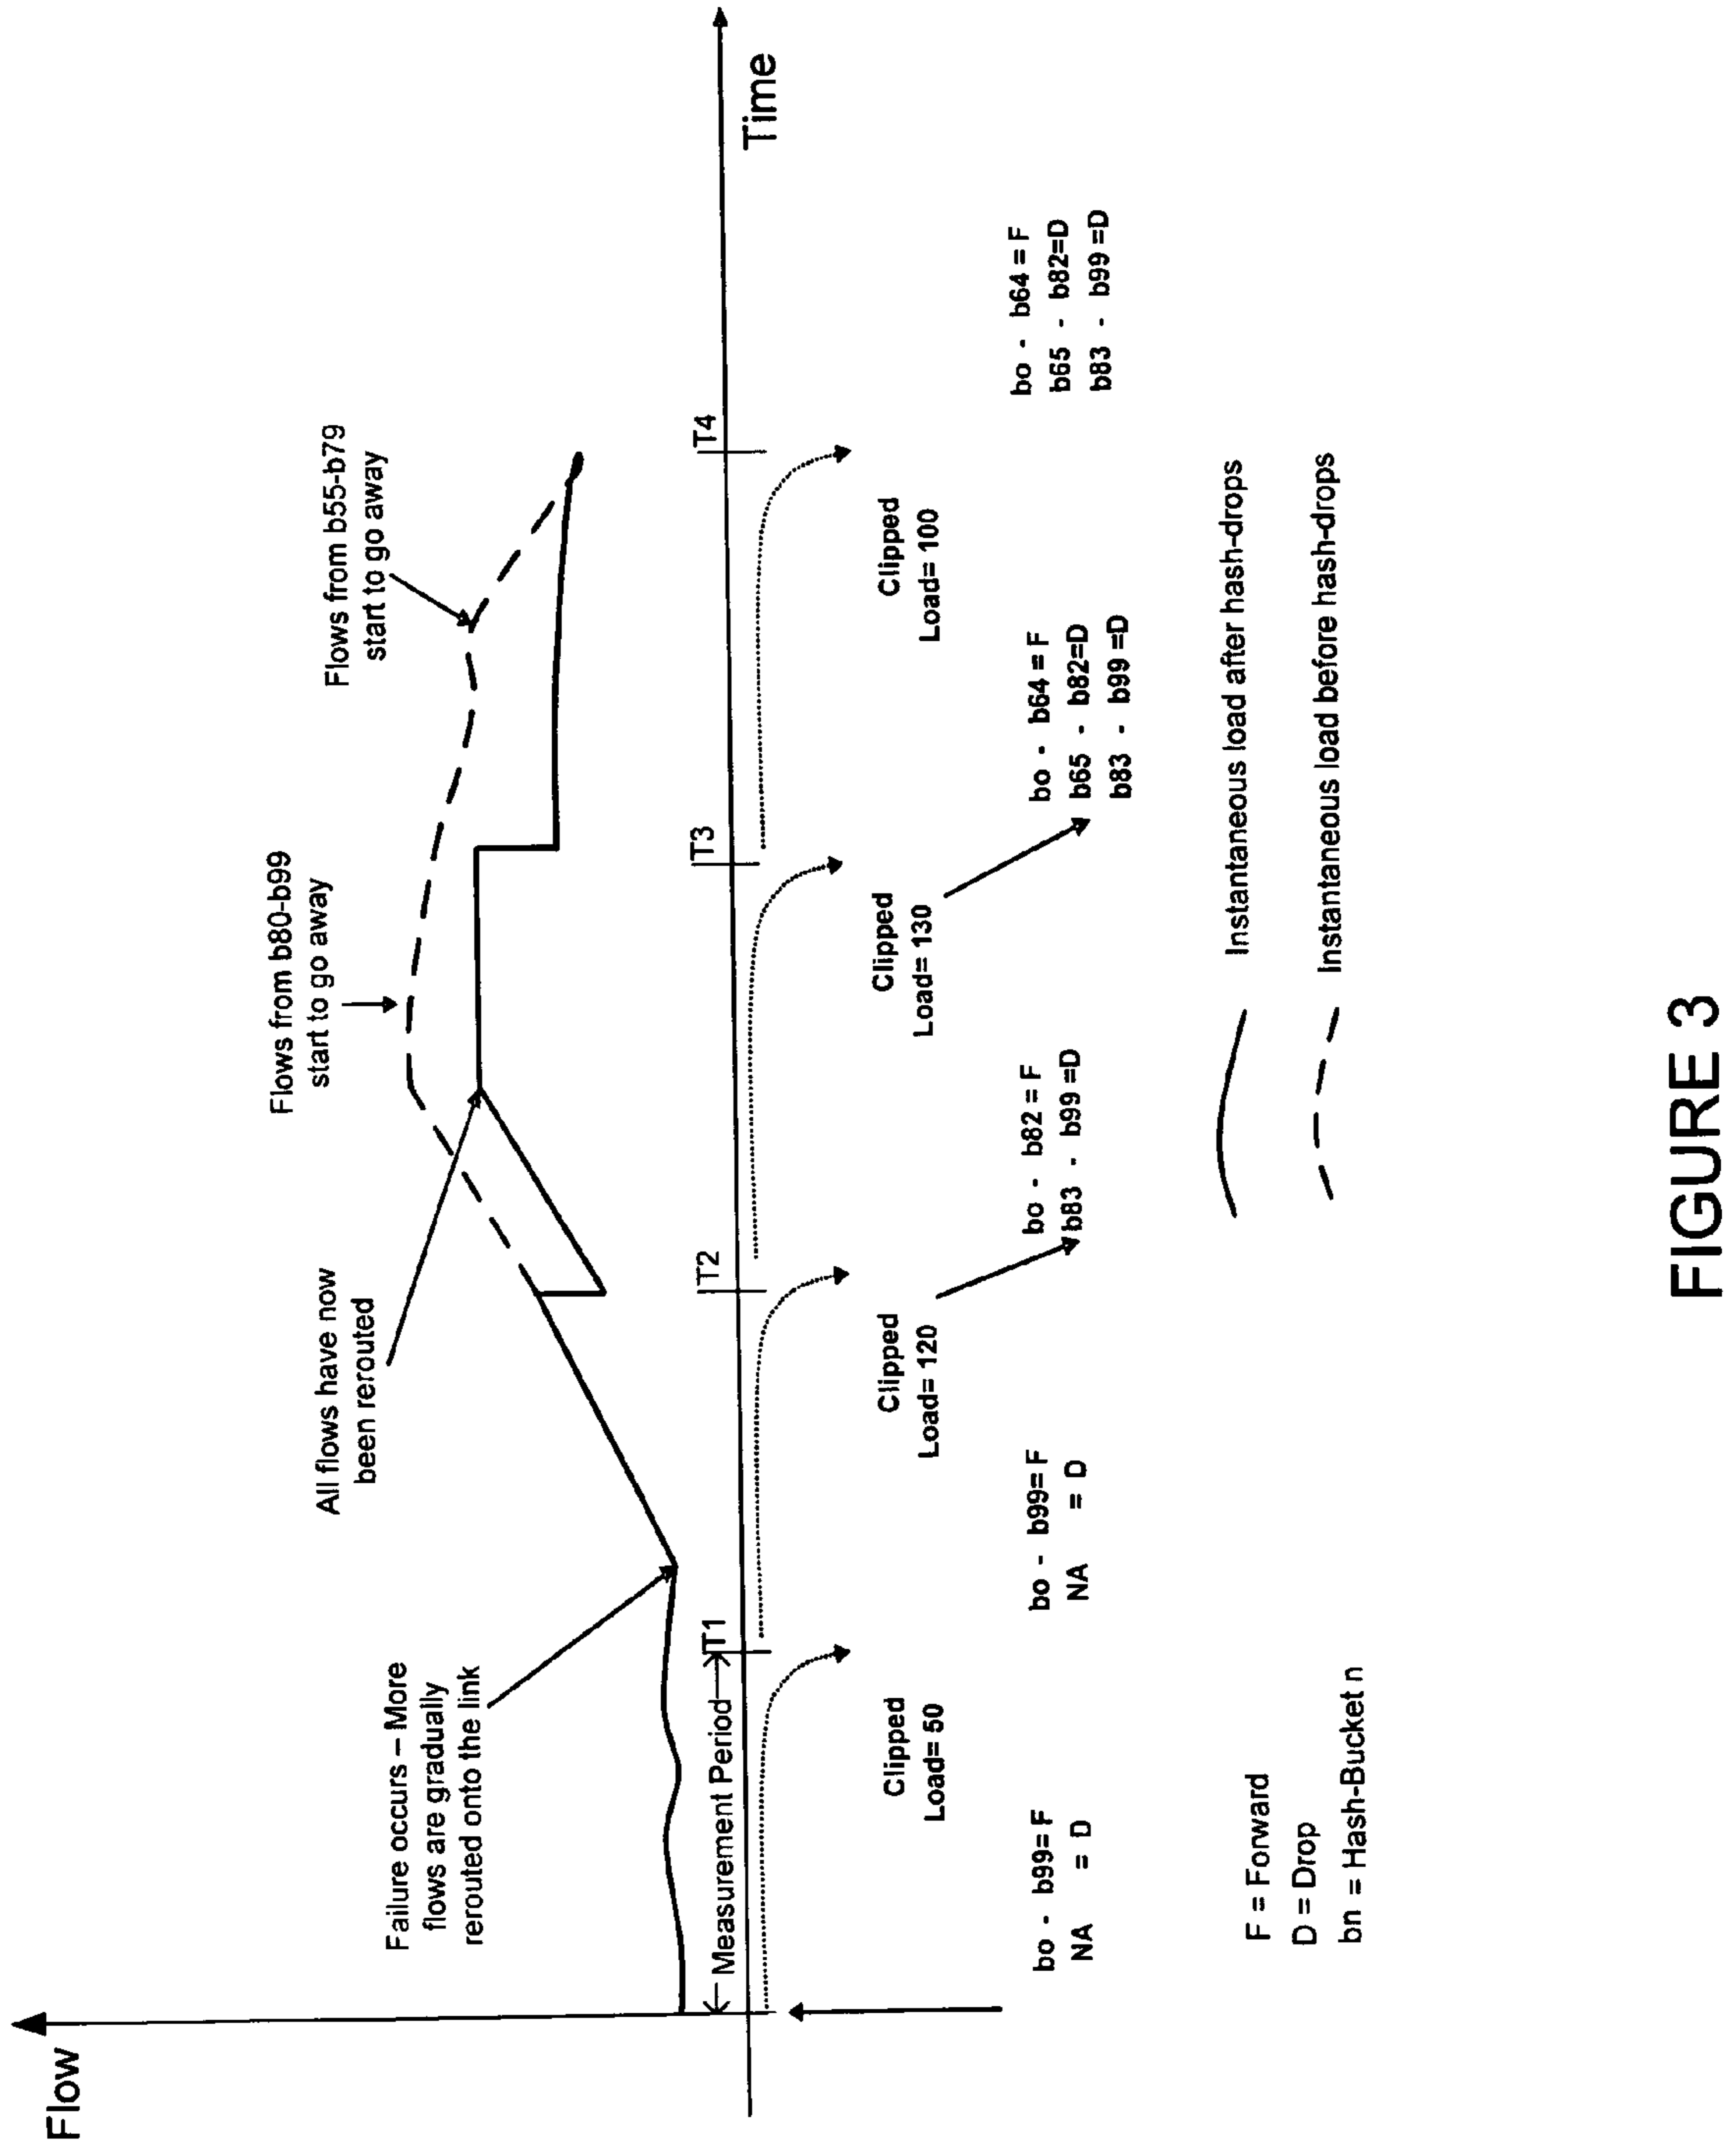 Flow
Flows from b80-b99
start to go away
Flows from b55-b79
start to go away
All flows have now
been rerouted
Failure occurs – More
flows are gradually
rerouted onto the link
Measurement Period
T1
T2
T3
T4
Time
Clipped
Load= 50
Clipped
Load= 120
Clipped
Load= 130
Clipped
Load= 100
bo - b99= F
NA = D
bo - b99= F
NA = D
bo - b82 = F
b83 - b99 =D
bo - b64 = F
b65 - b82=D
b83 - b99 =D
bo - b64 = F
b65 - b82=D
b83 - b99 =D
F = Forward
D = Drop
bn = Hash-Bucket n
Instantaneous load after hash-drops
Instantaneous load before hash-drops
FIGURE 3